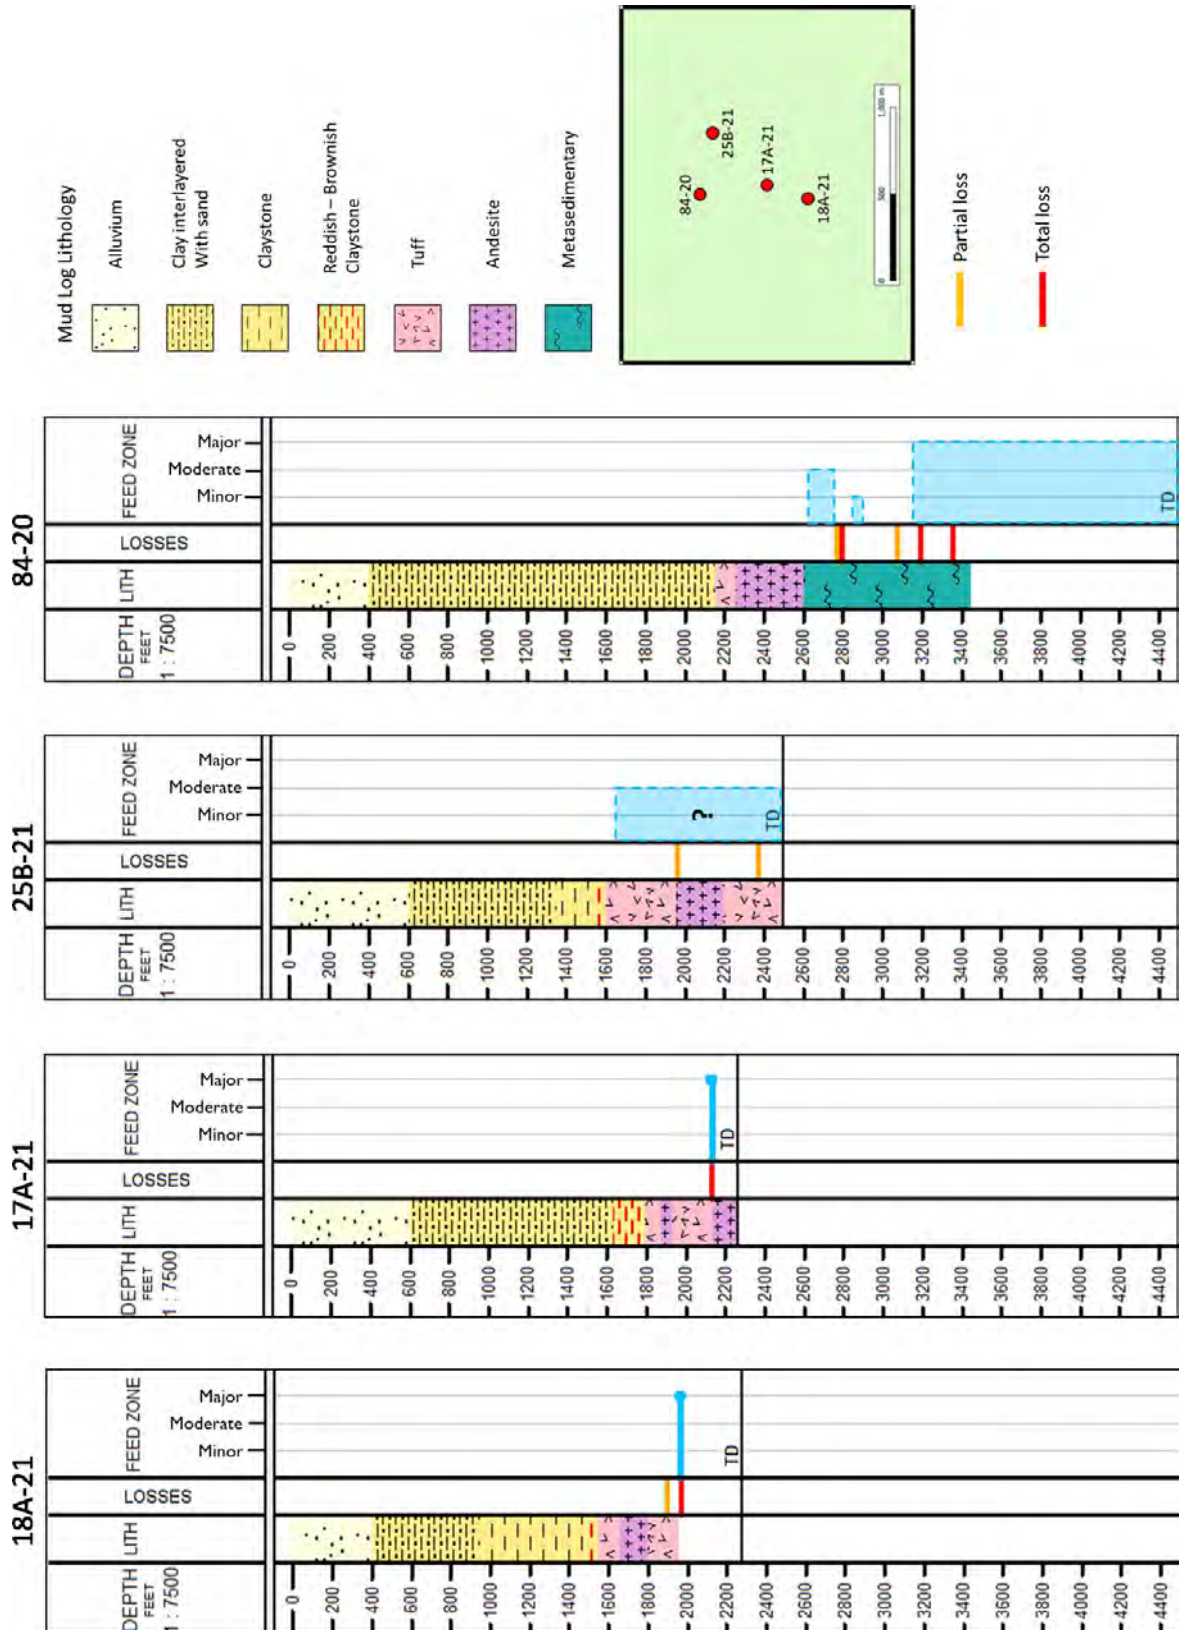 Mud Log Lithology
Alluvium
Clay interlayered
With sand
Claystone
Reddish – Brownish
Claystone
Tuff
Andesite
Metasedimentary
84-20
25B-21
17A-21
18A-21
0
500
1,000 m
Partial loss
Total loss
84-20
DEPTH
FEET
1 : 7500
LITH
LOSSES
FEED ZONE
Minor
Moderate
Major
0
200
400
600
800
1000
1200
1400
1600
1800
2000
2200
2400
2600
2800
3000
3200
3400
3600
3800
4000
4200
4400
TD
25B-21
DEPTH
FEET
1 : 7500
LITH
LOSSES
FEED ZONE
Minor
Moderate
Major
0
200
400
600
800
1000
1200
1400
1600
1800
2000
2200
2400
2600
2800
3000
3200
3400
3600
3800
4000
4200
4400
?
TD
17A-21
DEPTH
FEET
1 : 7500
LITH
LOSSES
FEED ZONE
Minor
Moderate
Major
0
200
400
600
800
1000
1200
1400
1600
1800
2000
2200
2400
2600
2800
3000
3200
3400
3600
3800
4000
4200
4400
TD
18A-21
DEPTH
FEET
1 : 7500
LITH
LOSSES
FEED ZONE
Minor
Moderate
Major
0
200
400
600
800
1000
1200
1400
1600
1800
2000
2200
2400
2600
2800
3000
3200
3400
3600
3800
4000
4200
4400
TD